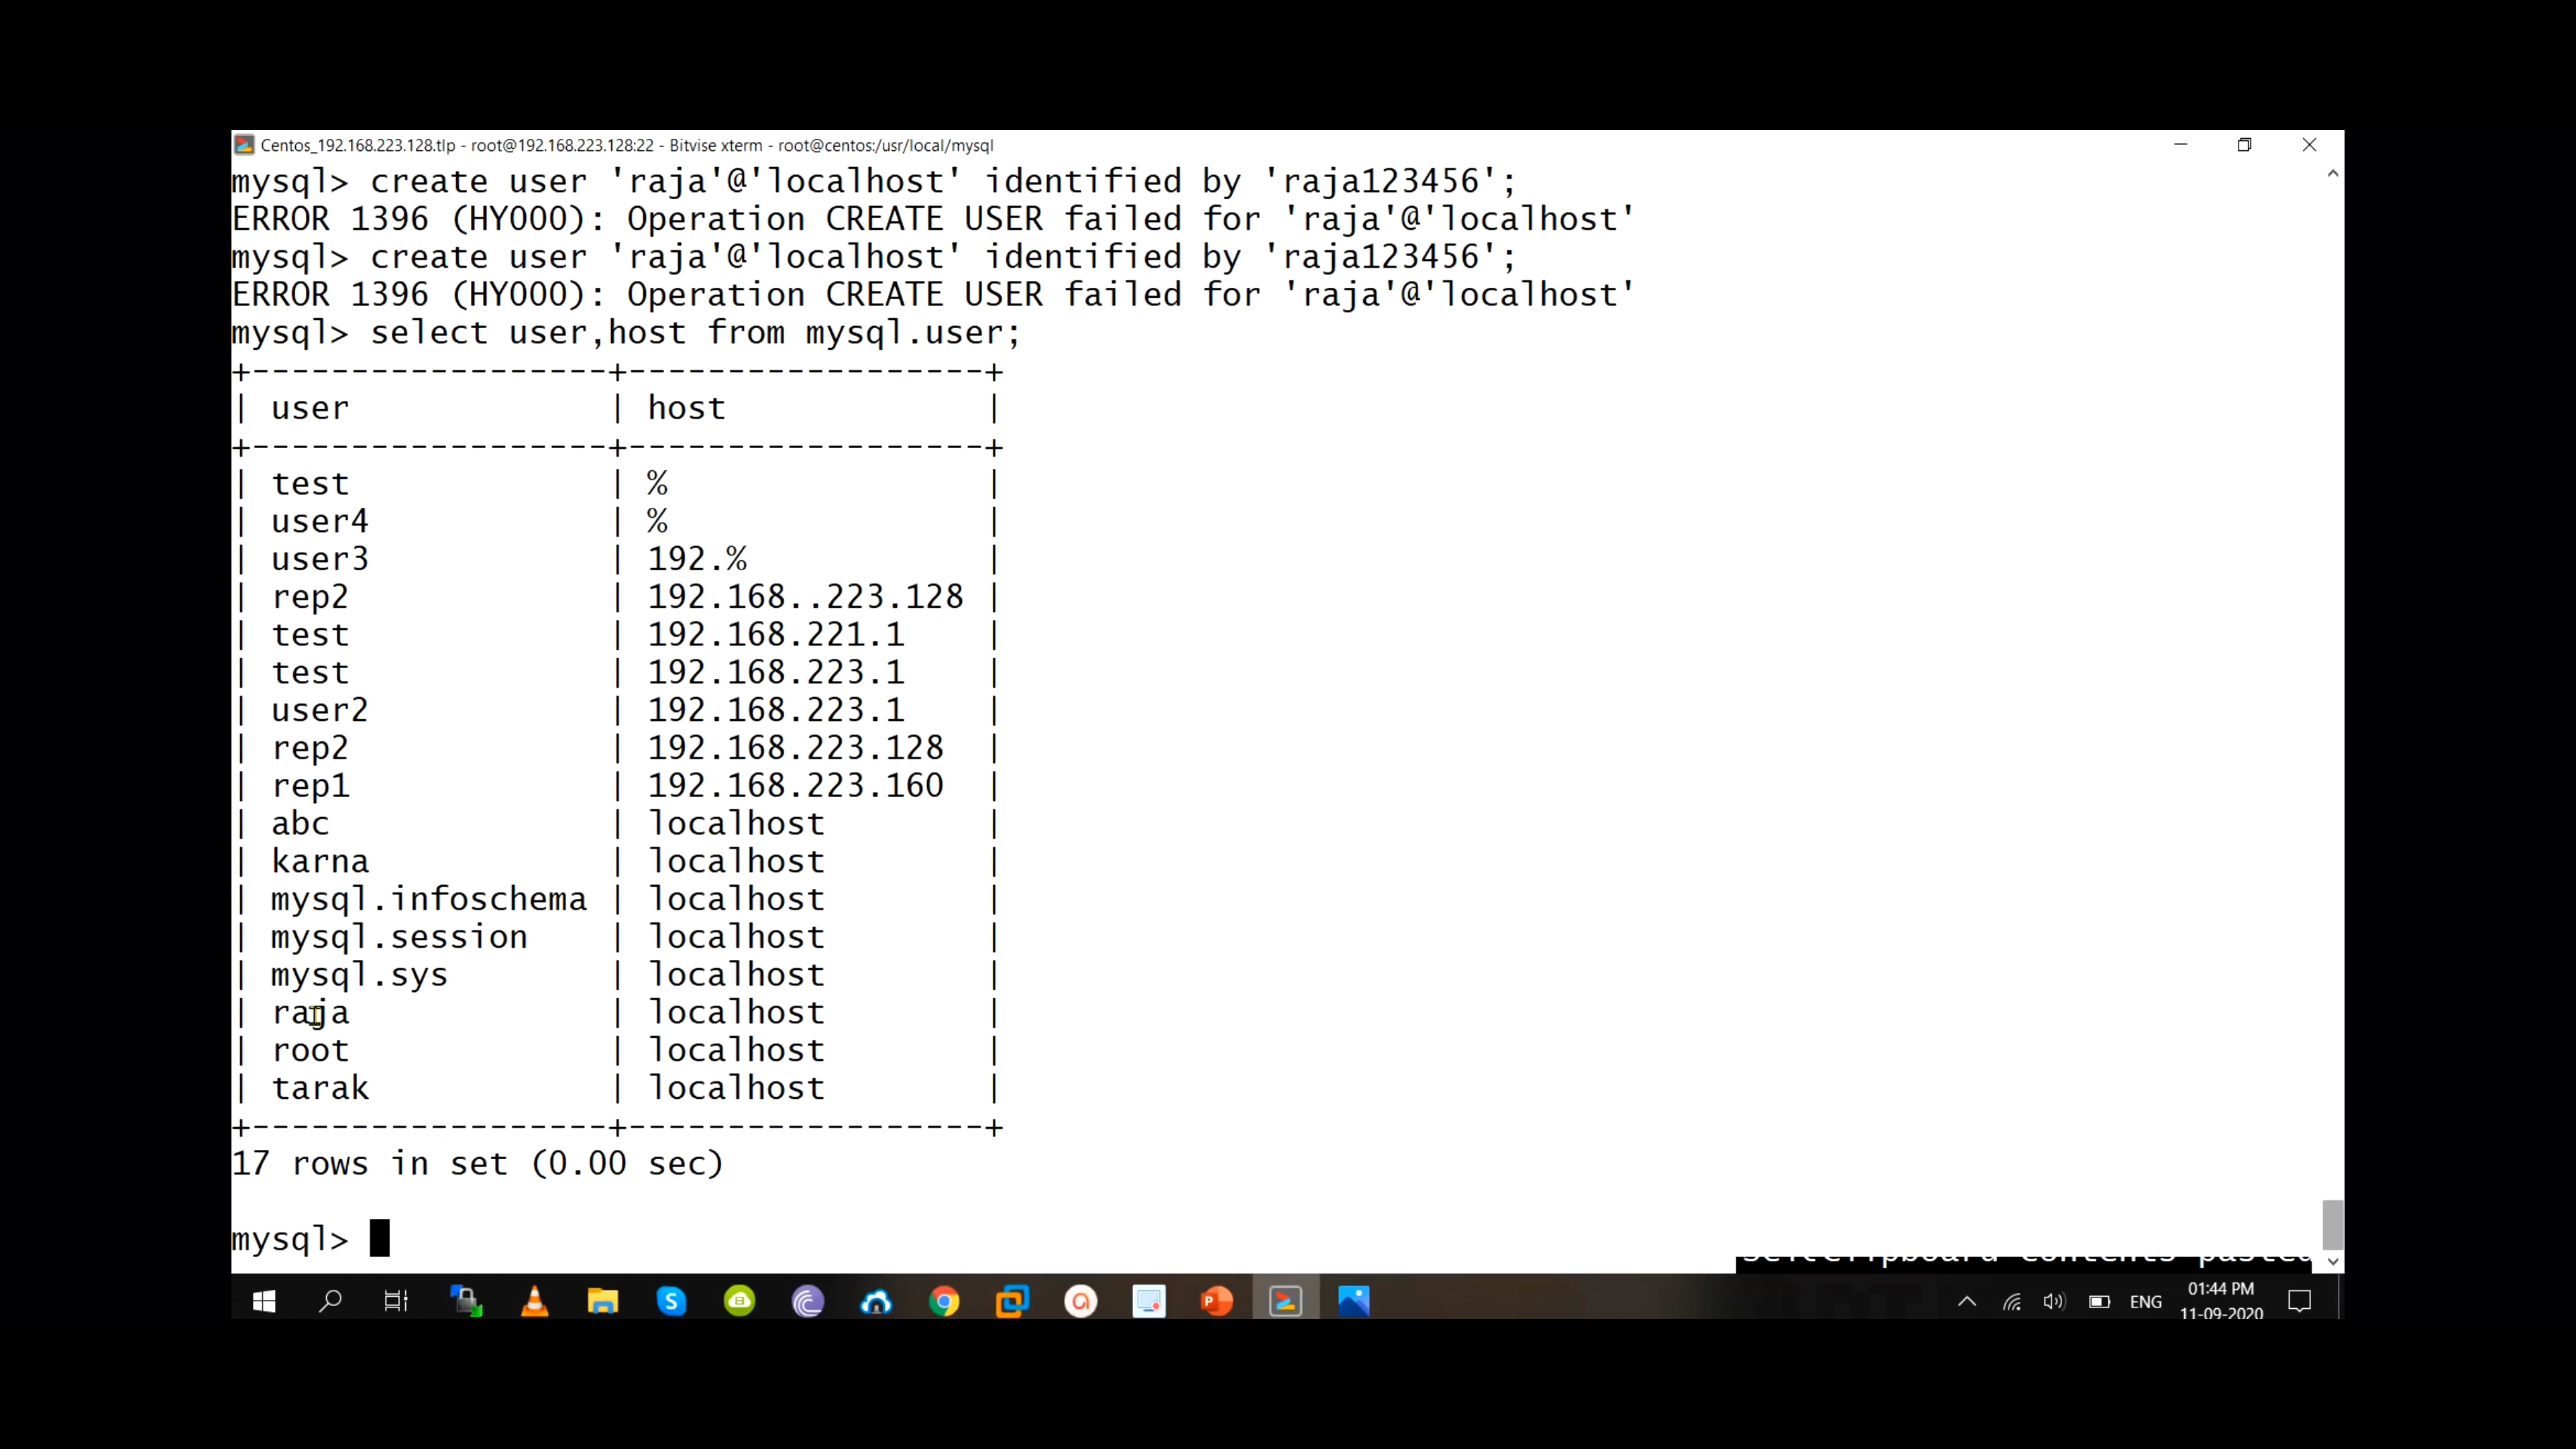 Centos_192.168.223.128.tlp - root@192.168.223.128:22 - Bitvise xterm - root@centos:/usr/local/mysql
mysql> create user 'raja'@'localhost' identified by 'raja123456';
ERROR 1396 (HY000): Operation CREATE USER failed for 'raja'@'localhost'
mysql> create user 'raja'@'localhost' identified by 'raja123456';
ERROR 1396 (HY000): Operation CREATE USER failed for 'raja'@'localhost'
mysql> select user,host from mysql.user;
+------------------+------------------+
| user             | host             |
+------------------+------------------+
| test             | %                |
| user4            | %                |
| user3            | 192.%            |
| rep2             | 192.168..223.128 |
| test             | 192.168.221.1    |
| test             | 192.168.223.1    |
| user2            | 192.168.223.1    |
| rep2             | 192.168.223.128  |
| rep1             | 192.168.223.160  |
| abc              | localhost        |
| karna            | localhost        |
| mysql.infoschema | localhost        |
| mysql.session    | localhost        |
| mysql.sys        | localhost        |
| raja             | localhost        |
| root             | localhost        |
| tarak            | localhost        |
+------------------+------------------+
17 rows in set (0.00 sec)
mysql>
ENG
01:44 PM
11-09-2020